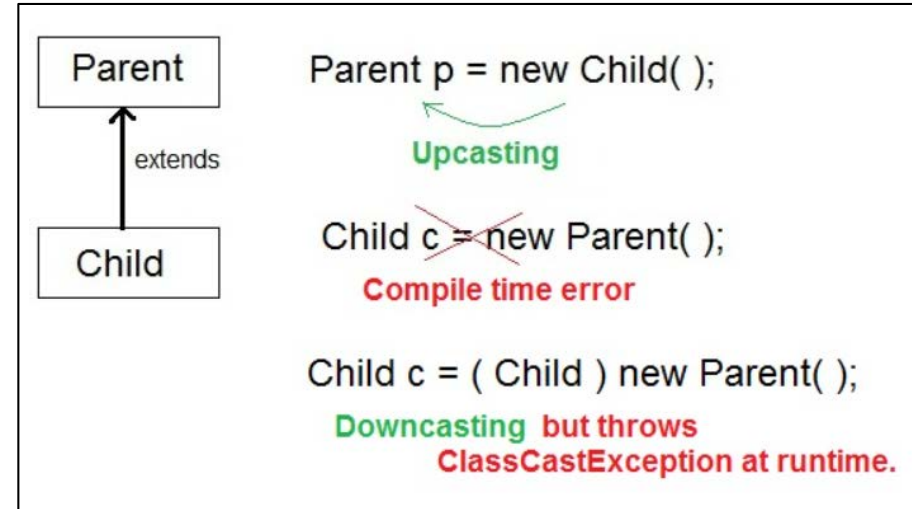 Parent
extends
Child
Parent p = new Child( );
Upcasting
Child c = new Parent( );
Compile time error
Child c = ( Child ) new Parent( );
Downcasting but throws
ClassCastException at runtime.